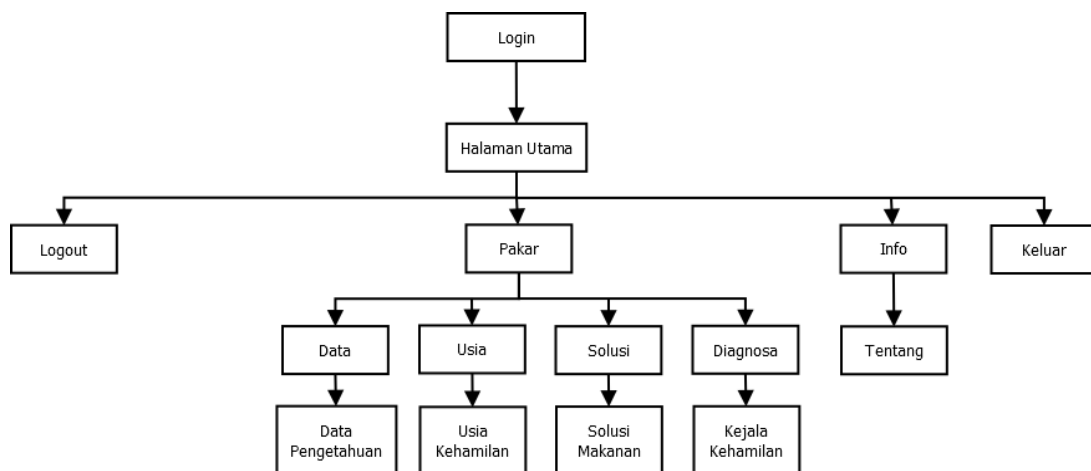 Login
Halaman Utama
Logout
Pakar
Info
Keluar
Data
Usia
Solusi
Diagnosa
Tentang
Data
Pengetahuan
Usia
Kehamilan
Solusi
Makanan
Kejala
Kehamilan